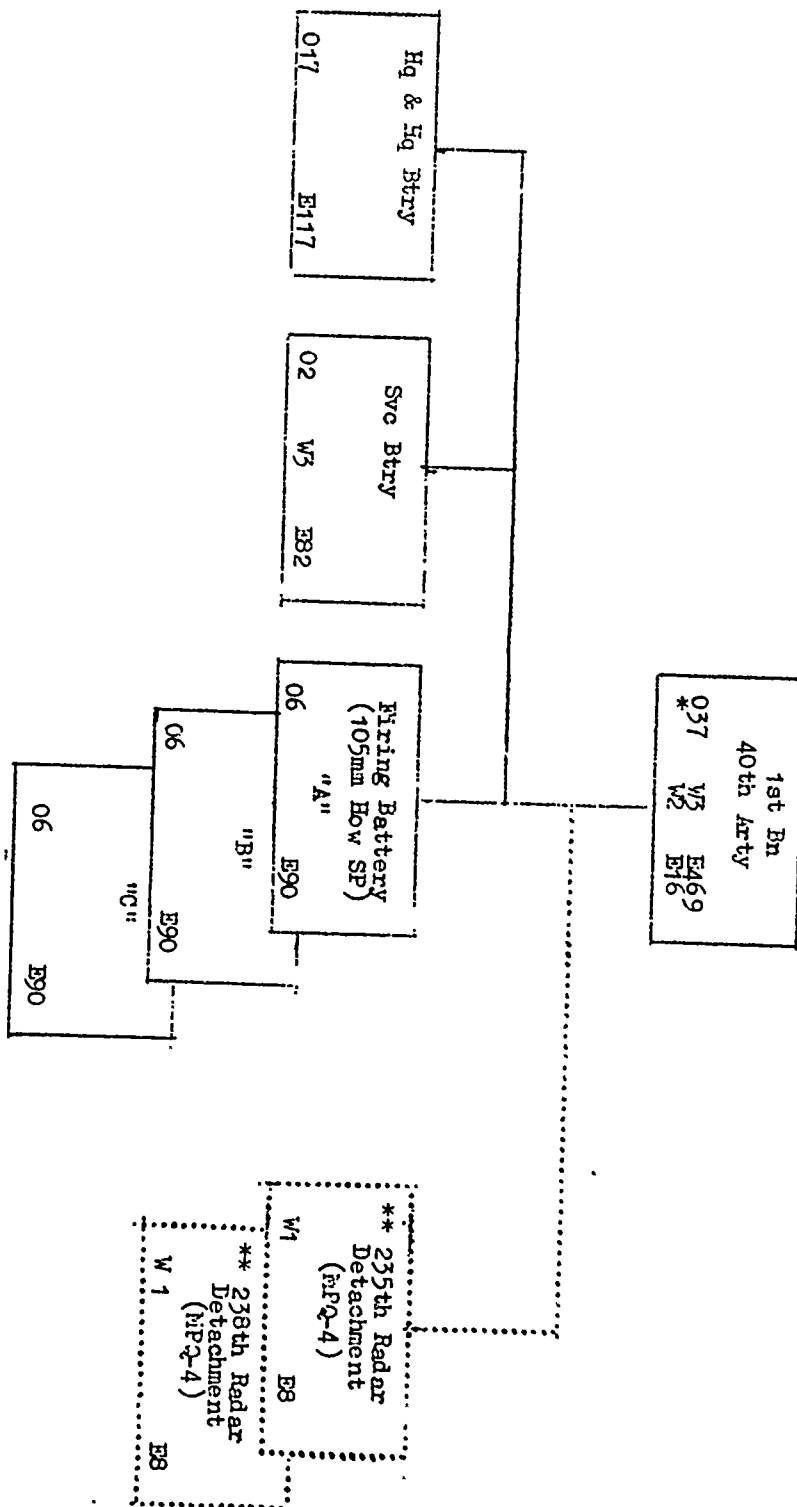 1st Bn
40th Arty
037 W3 E469
* W2 E16
Hq & Hq Btry
017 E117
Svc Btry
02 W3 E82
Firing Battery
(105mm How SP)
"A"
06 E90
"B"
06 E90
"C"
06 E90
** 235th Radar
Detachment
(MPQ-4)
W1 E8
** 238th Radar
Detachment
(MPQ-4)
W 1 E8